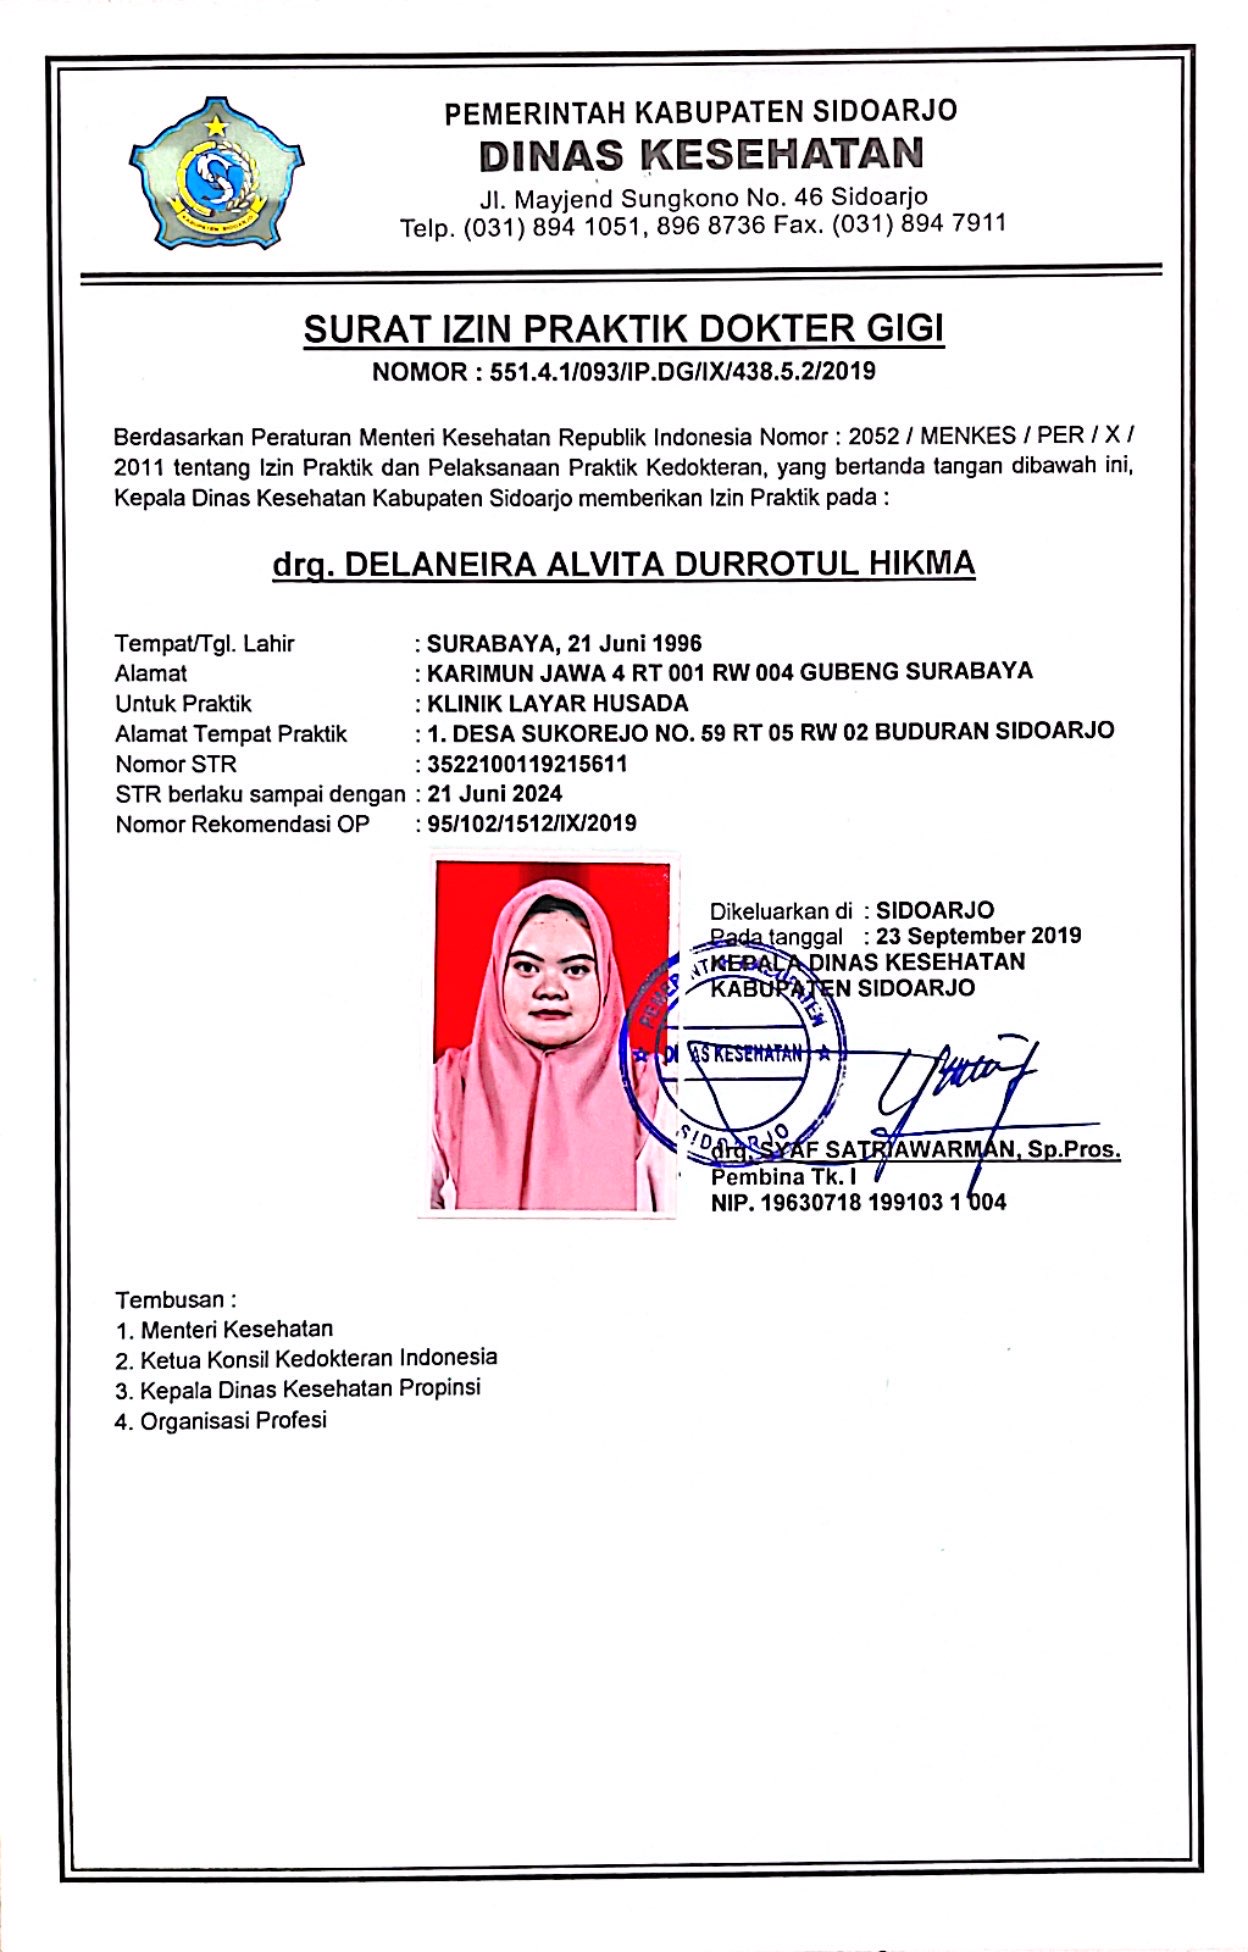 PEMERINTAH KABUPATEN SIDOARJO
DINAS KESEHATAN
Jl. Mayjend Sungkono No. 46 Sidoarjo
Telp. (031) 894 1051, 896 8736 Fax. (031) 894 7911
KABUPATEN SIDOARJO
SURAT IZIN PRAKTIK DOKTER GIGI
NOMOR : 551.4.1/093/IP.DG/IX/438.5.2/2019
Berdasarkan Peraturan Menteri Kesehatan Republik Indonesia Nomor : 2052 / MENKES / PER / X /
2011 tentang Izin Praktik dan Pelaksanaan Praktik Kedokteran, yang bertanda tangan dibawah ini,
Kepala Dinas Kesehatan Kabupaten Sidoarjo memberikan Izin Praktik pada :
drg. DELANEIRA ALVITA DURROTUL HIKMA
Tempat/Tgl. Lahir : SURABAYA, 21 Juni 1996
Alamat : KARIMUN JAWA 4 RT 001 RW 004 GUBENG SURABAYA
Untuk Praktik : KLINIK LAYAR HUSADA
Alamat Tempat Praktik : 1. DESA SUKOREJO NO. 59 RT 05 RW 02 BUDURAN SIDOARJO
Nomor STR : 3522100119215611
STR berlaku sampai dengan : 21 Juni 2024
Nomor Rekomendasi OP : 95/102/1512/IX/2019
Dikeluarkan di : SIDOARJO
Pada tanggal : 23 September 2019
KEPALA DINAS KESEHATAN
KABUPATEN SIDOARJO
PEMERINTAH KABUPATEN
DINAS KESEHATAN
SIDOARJO
drg. SYAF SATRIAWARMAN, Sp.Pros.
Pembina Tk. I
NIP. 19630718 199103 1 004
Tembusan :
1. Menteri Kesehatan
2. Ketua Konsil Kedokteran Indonesia
3. Kepala Dinas Kesehatan Propinsi
4. Organisasi Profesi